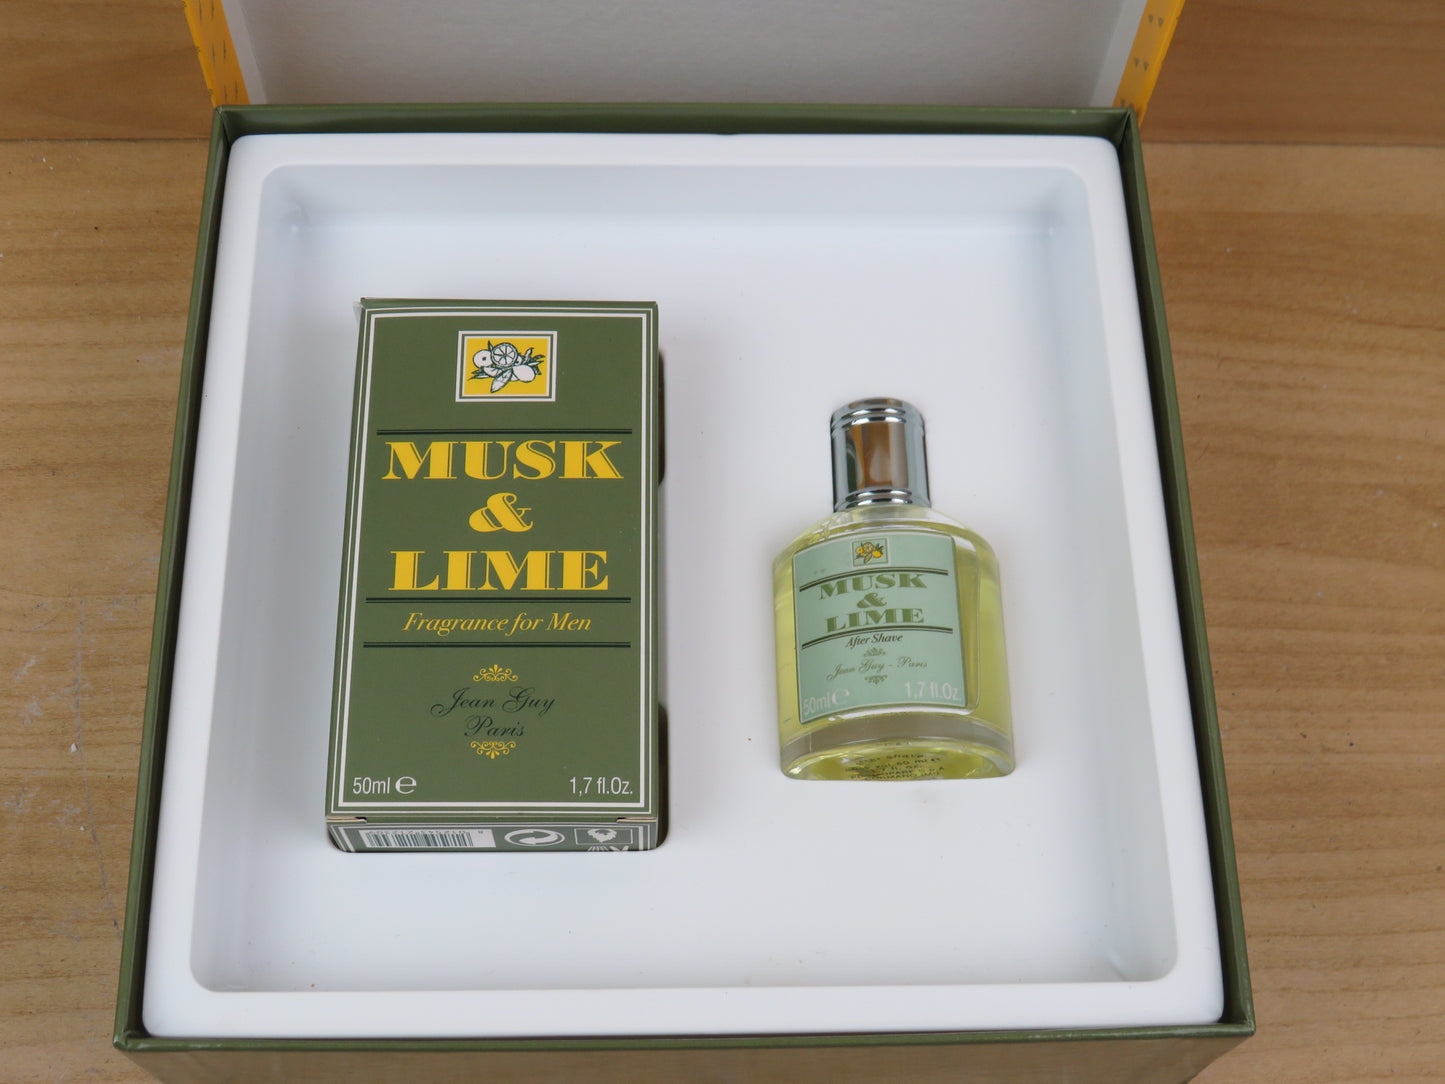 MUSK
&
LIME
Fragrance for Men
Jean Guy
Paris
50ml ℮
1,7 fl.Oz.
MUSK
&
LIME
After Shave
Jean Guy - Paris
50ml ℮
1,7 fl.Oz.